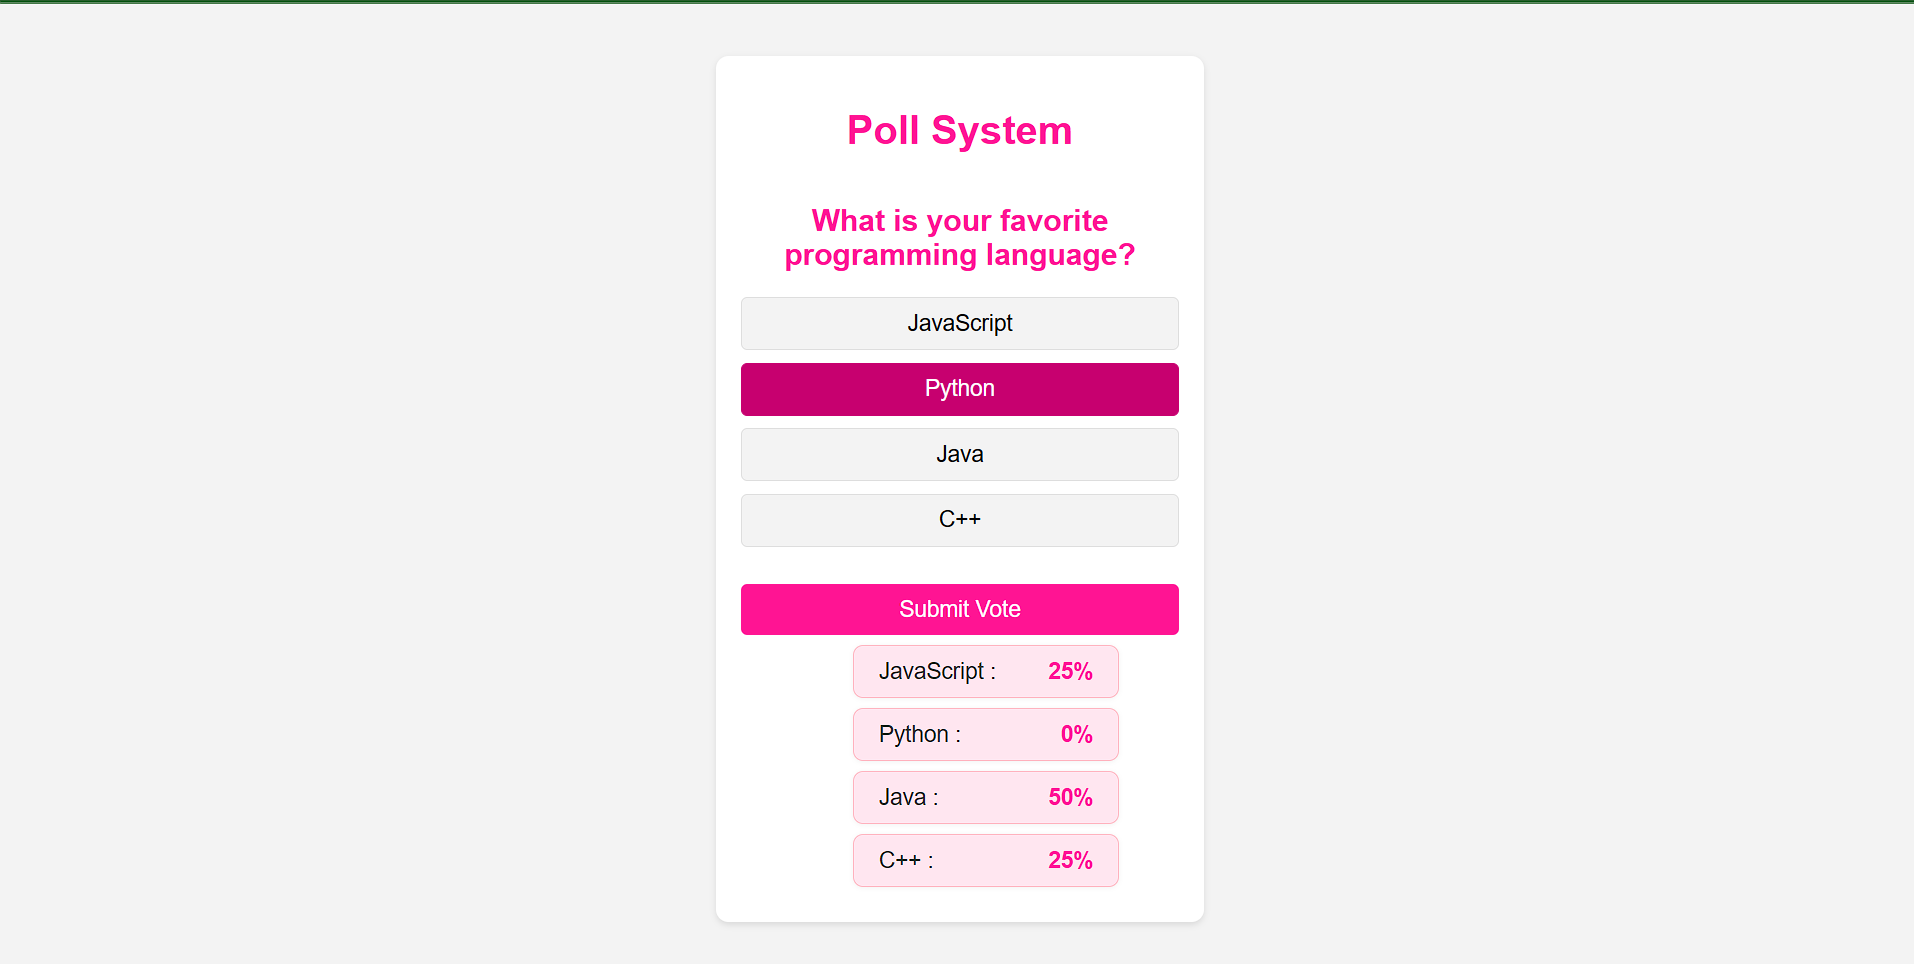 Poll System
What is your favorite
programming language?
JavaScript
Python
Java
C++
Submit Vote
JavaScript : 25%
Python : 0%
Java : 50%
C++ : 25%